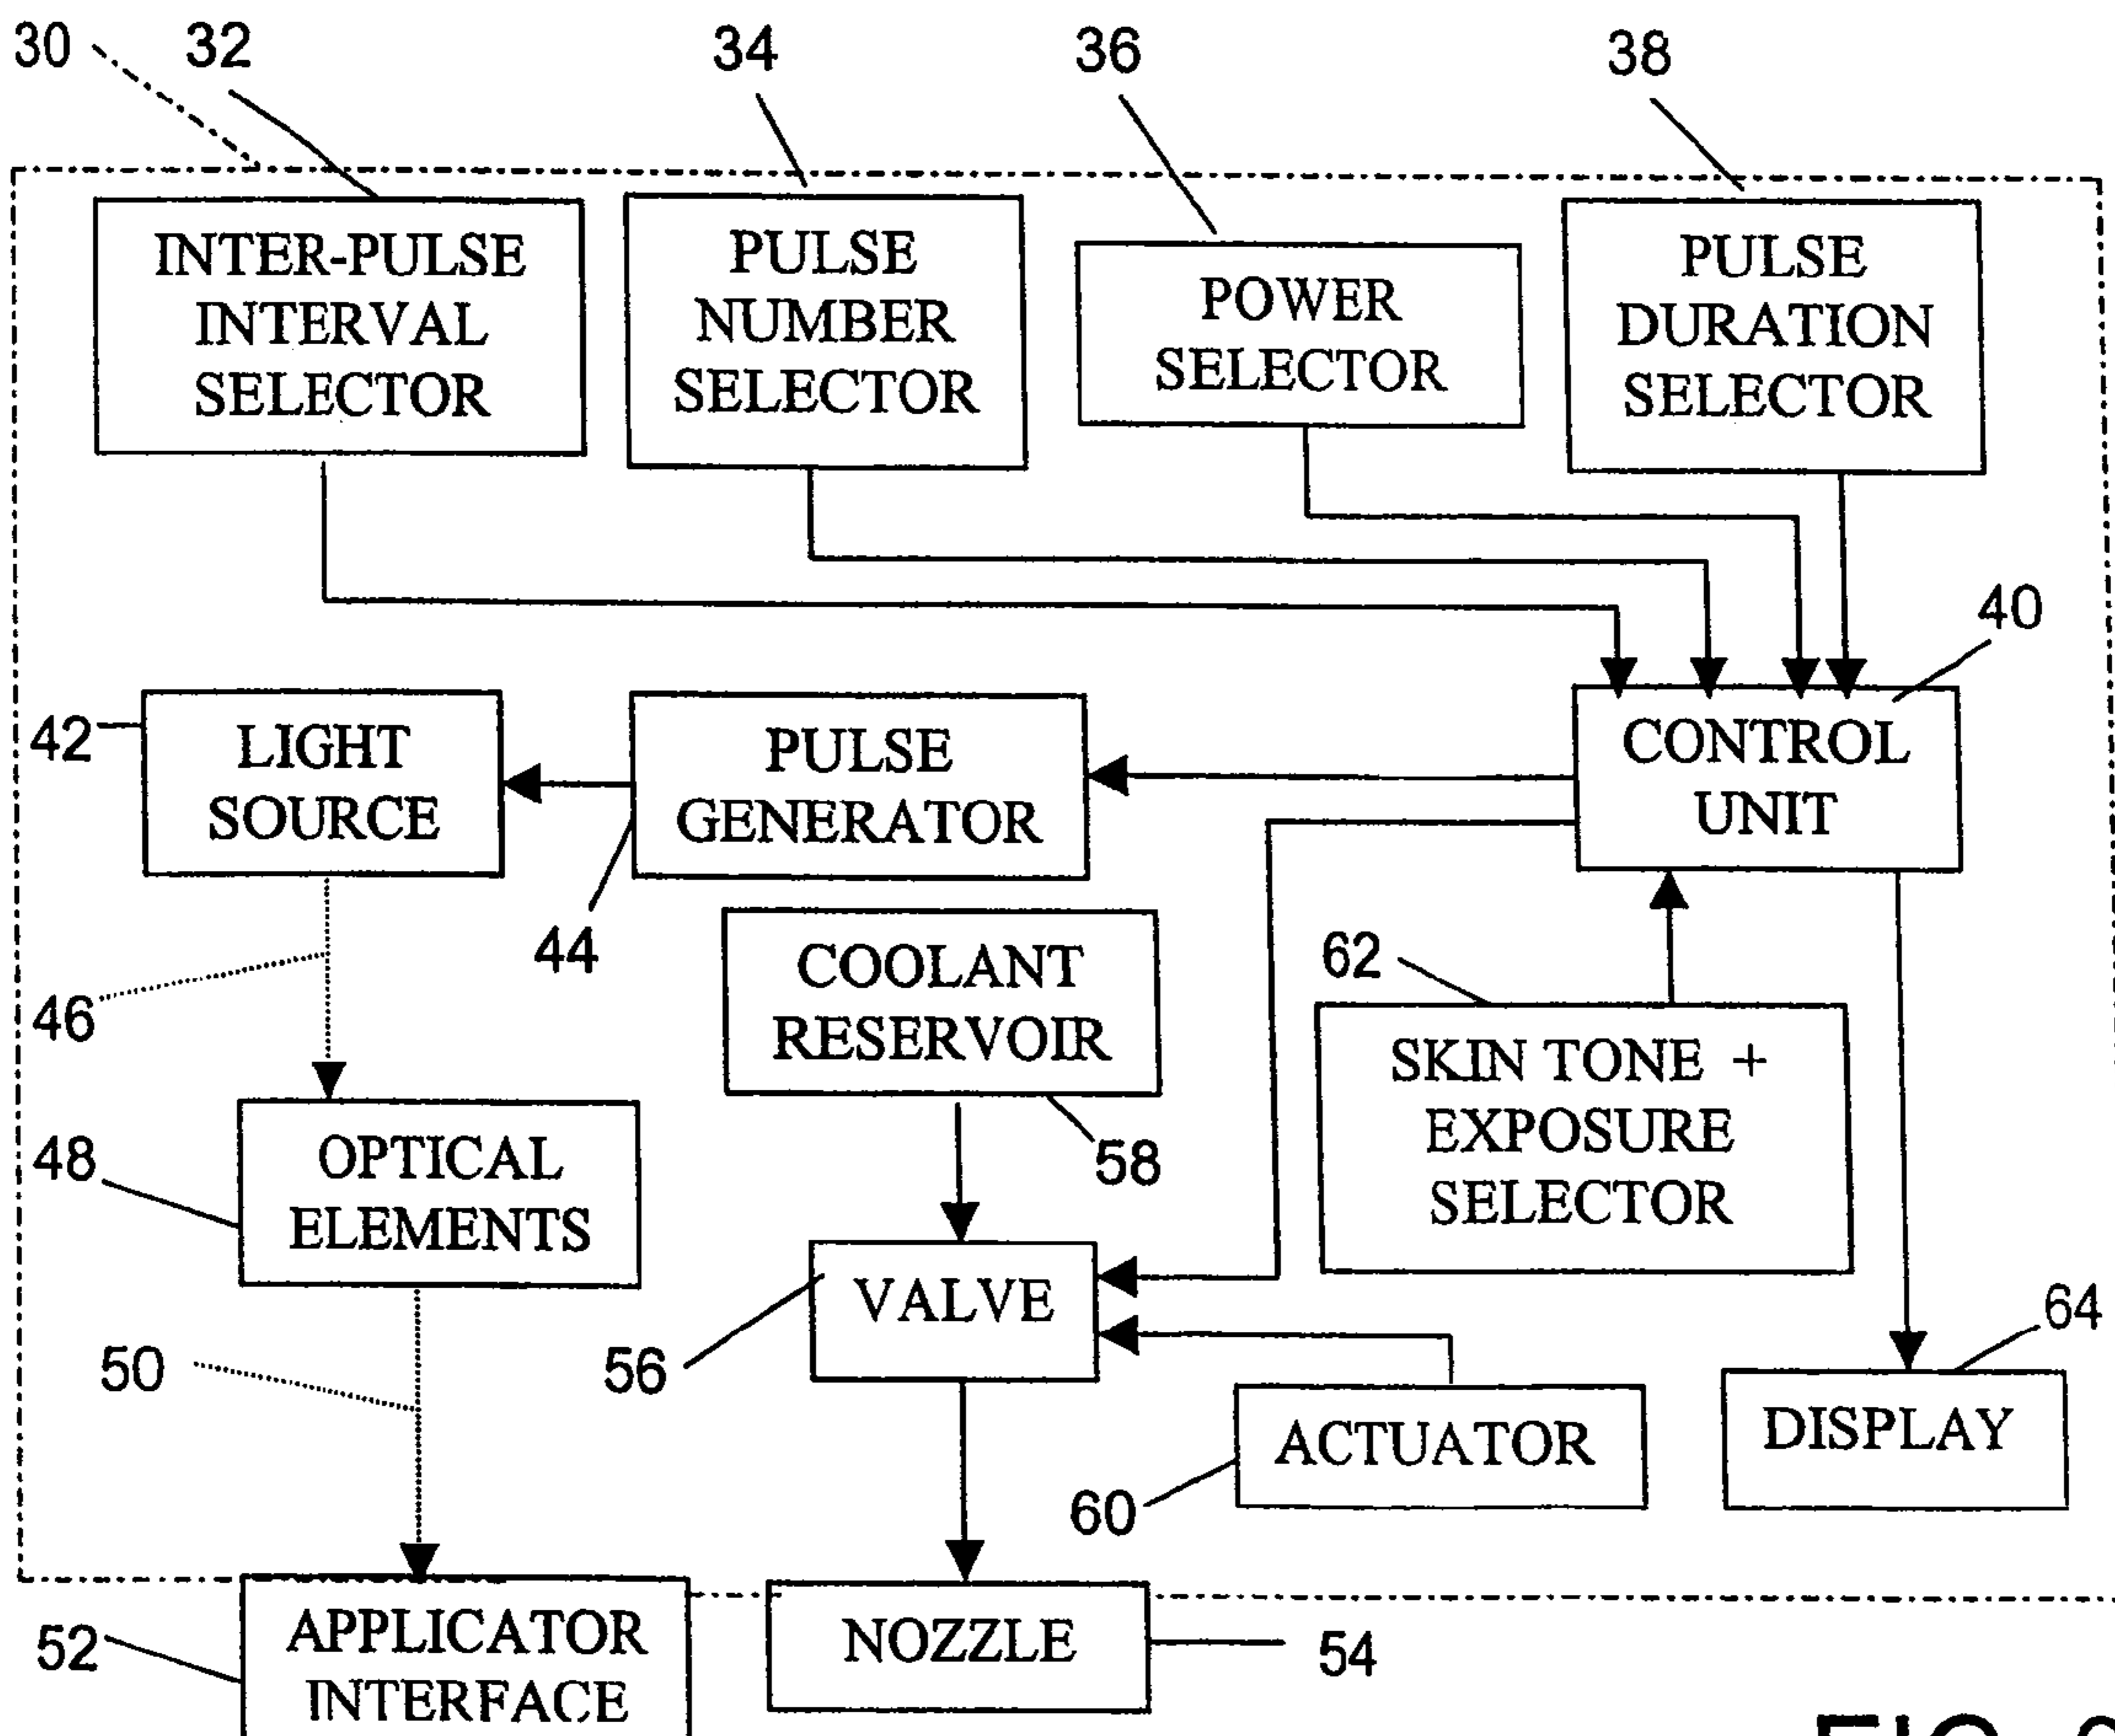 30
32
34
36
38
INTER-PULSE
INTERVAL
SELECTOR
PULSE
NUMBER
SELECTOR
POWER
SELECTOR
PULSE
DURATION
SELECTOR
40
42
LIGHT
SOURCE
PULSE
GENERATOR
CONTROL
UNIT
44
46
COOLANT
RESERVOIR
62
SKIN TONE +
EXPOSURE
SELECTOR
48
OPTICAL
ELEMENTS
58
VALVE
56
50
64
ACTUATOR
DISPLAY
60
52
APPLICATOR
INTERFACE
NOZZLE
54
FIG.